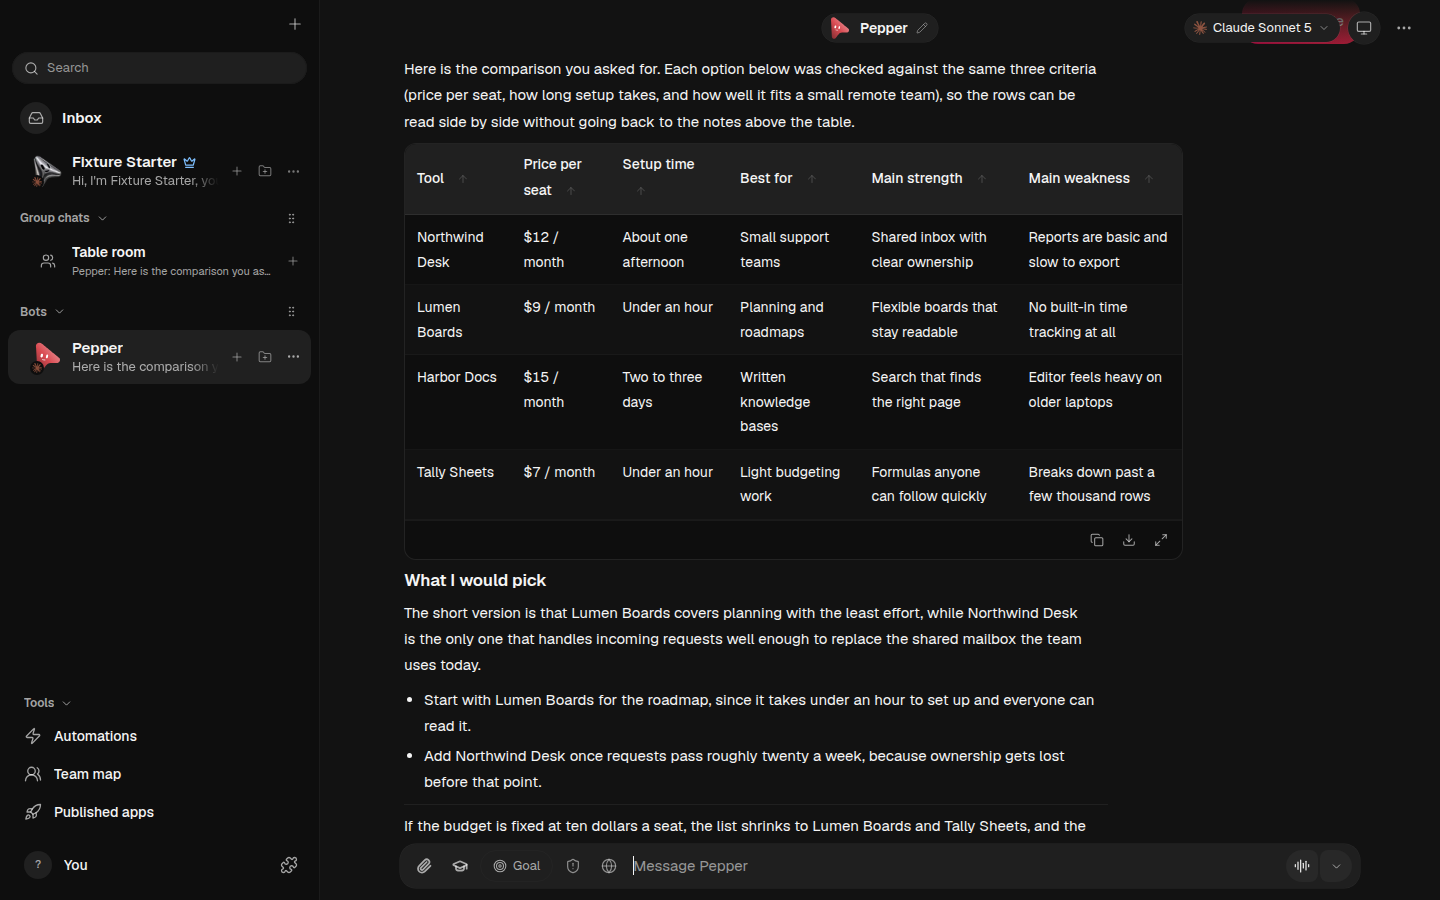 Search
Inbox
Fixture Starter
Hi, I'm Fixture Starter, yo
Group chats
Table room
Pepper: Here is the comparison you as...
Bots
Pepper
Here is the comparison y
Tools
Automations
Team map
Published apps
? You
Pepper
Claude Sonnet 5
Here is the comparison you asked for. Each option below was checked against the same three criteria
(price per seat, how long setup takes, and how well it fits a small remote team), so the rows can be
read side by side without going back to the notes above the table.
Tool Price per seat Setup time Best for Main strength Main weakness
Northwind Desk $12 / month About one afternoon Small support teams Shared inbox with clear ownership Reports are basic and slow to export
Lumen Boards $9 / month Under an hour Planning and roadmaps Flexible boards that stay readable No built-in time tracking at all
Harbor Docs $15 / month Two to three days Written knowledge bases Search that finds the right page Editor feels heavy on older laptops
Tally Sheets $7 / month Under an hour Light budgeting work Formulas anyone can follow quickly Breaks down past a few thousand rows
What I would pick
The short version is that Lumen Boards covers planning with the least effort, while Northwind Desk
is the only one that handles incoming requests well enough to replace the shared mailbox the team
uses today.
• Start with Lumen Boards for the roadmap, since it takes under an hour to set up and everyone can
read it.
• Add Northwind Desk once requests pass roughly twenty a week, because ownership gets lost
before that point.
If the budget is fixed at ten dollars a seat, the list shrinks to Lumen Boards and Tally Sheets, and the
Goal
Message Pepper